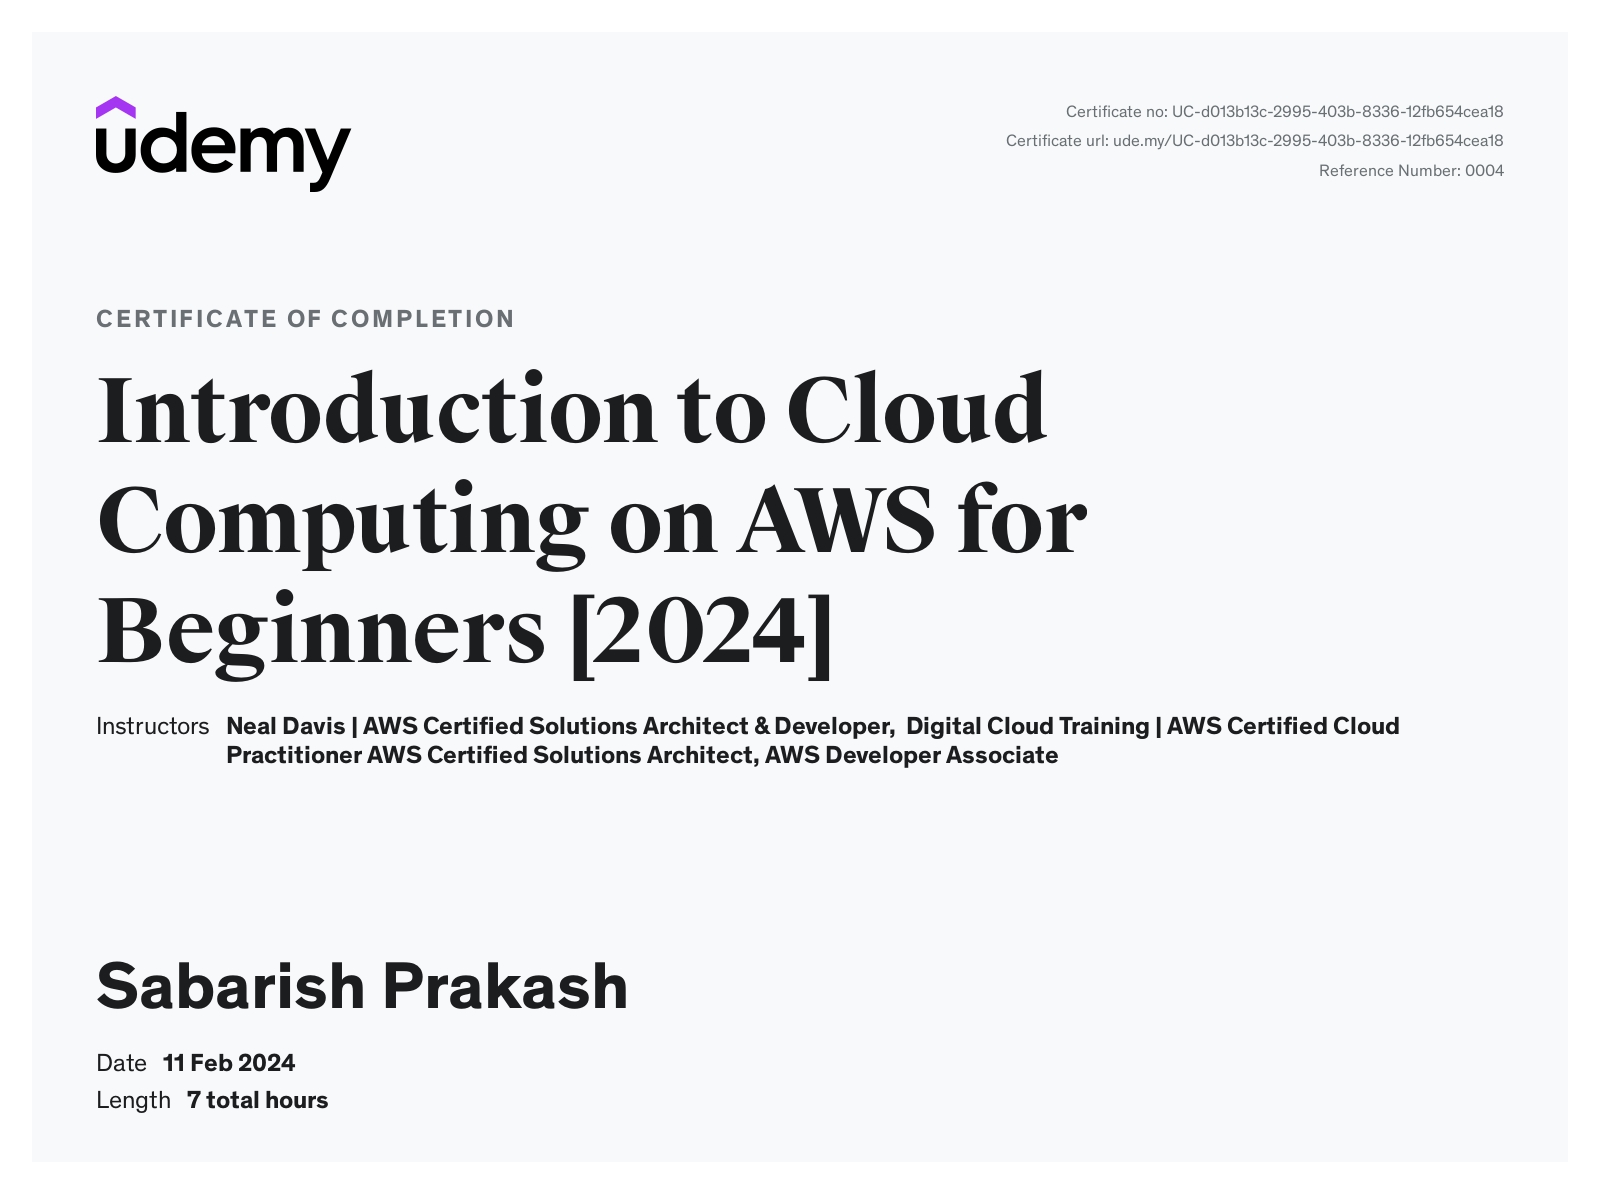 udemy
Certificate no: UC-d013b13c-2995-403b-8336-12fb654cea18
Certificate url: ude.my/UC-d013b13c-2995-403b-8336-12fb654cea18
Reference Number: 0004
CERTIFICATE OF COMPLETION
Introduction to Cloud
Computing on AWS for
Beginners [2024]
Instructors Neal Davis | AWS Certified Solutions Architect & Developer, Digital Cloud Training | AWS Certified Cloud
Practitioner AWS Certified Solutions Architect, AWS Developer Associate
Sabarish Prakash
Date 11 Feb 2024
Length 7 total hours